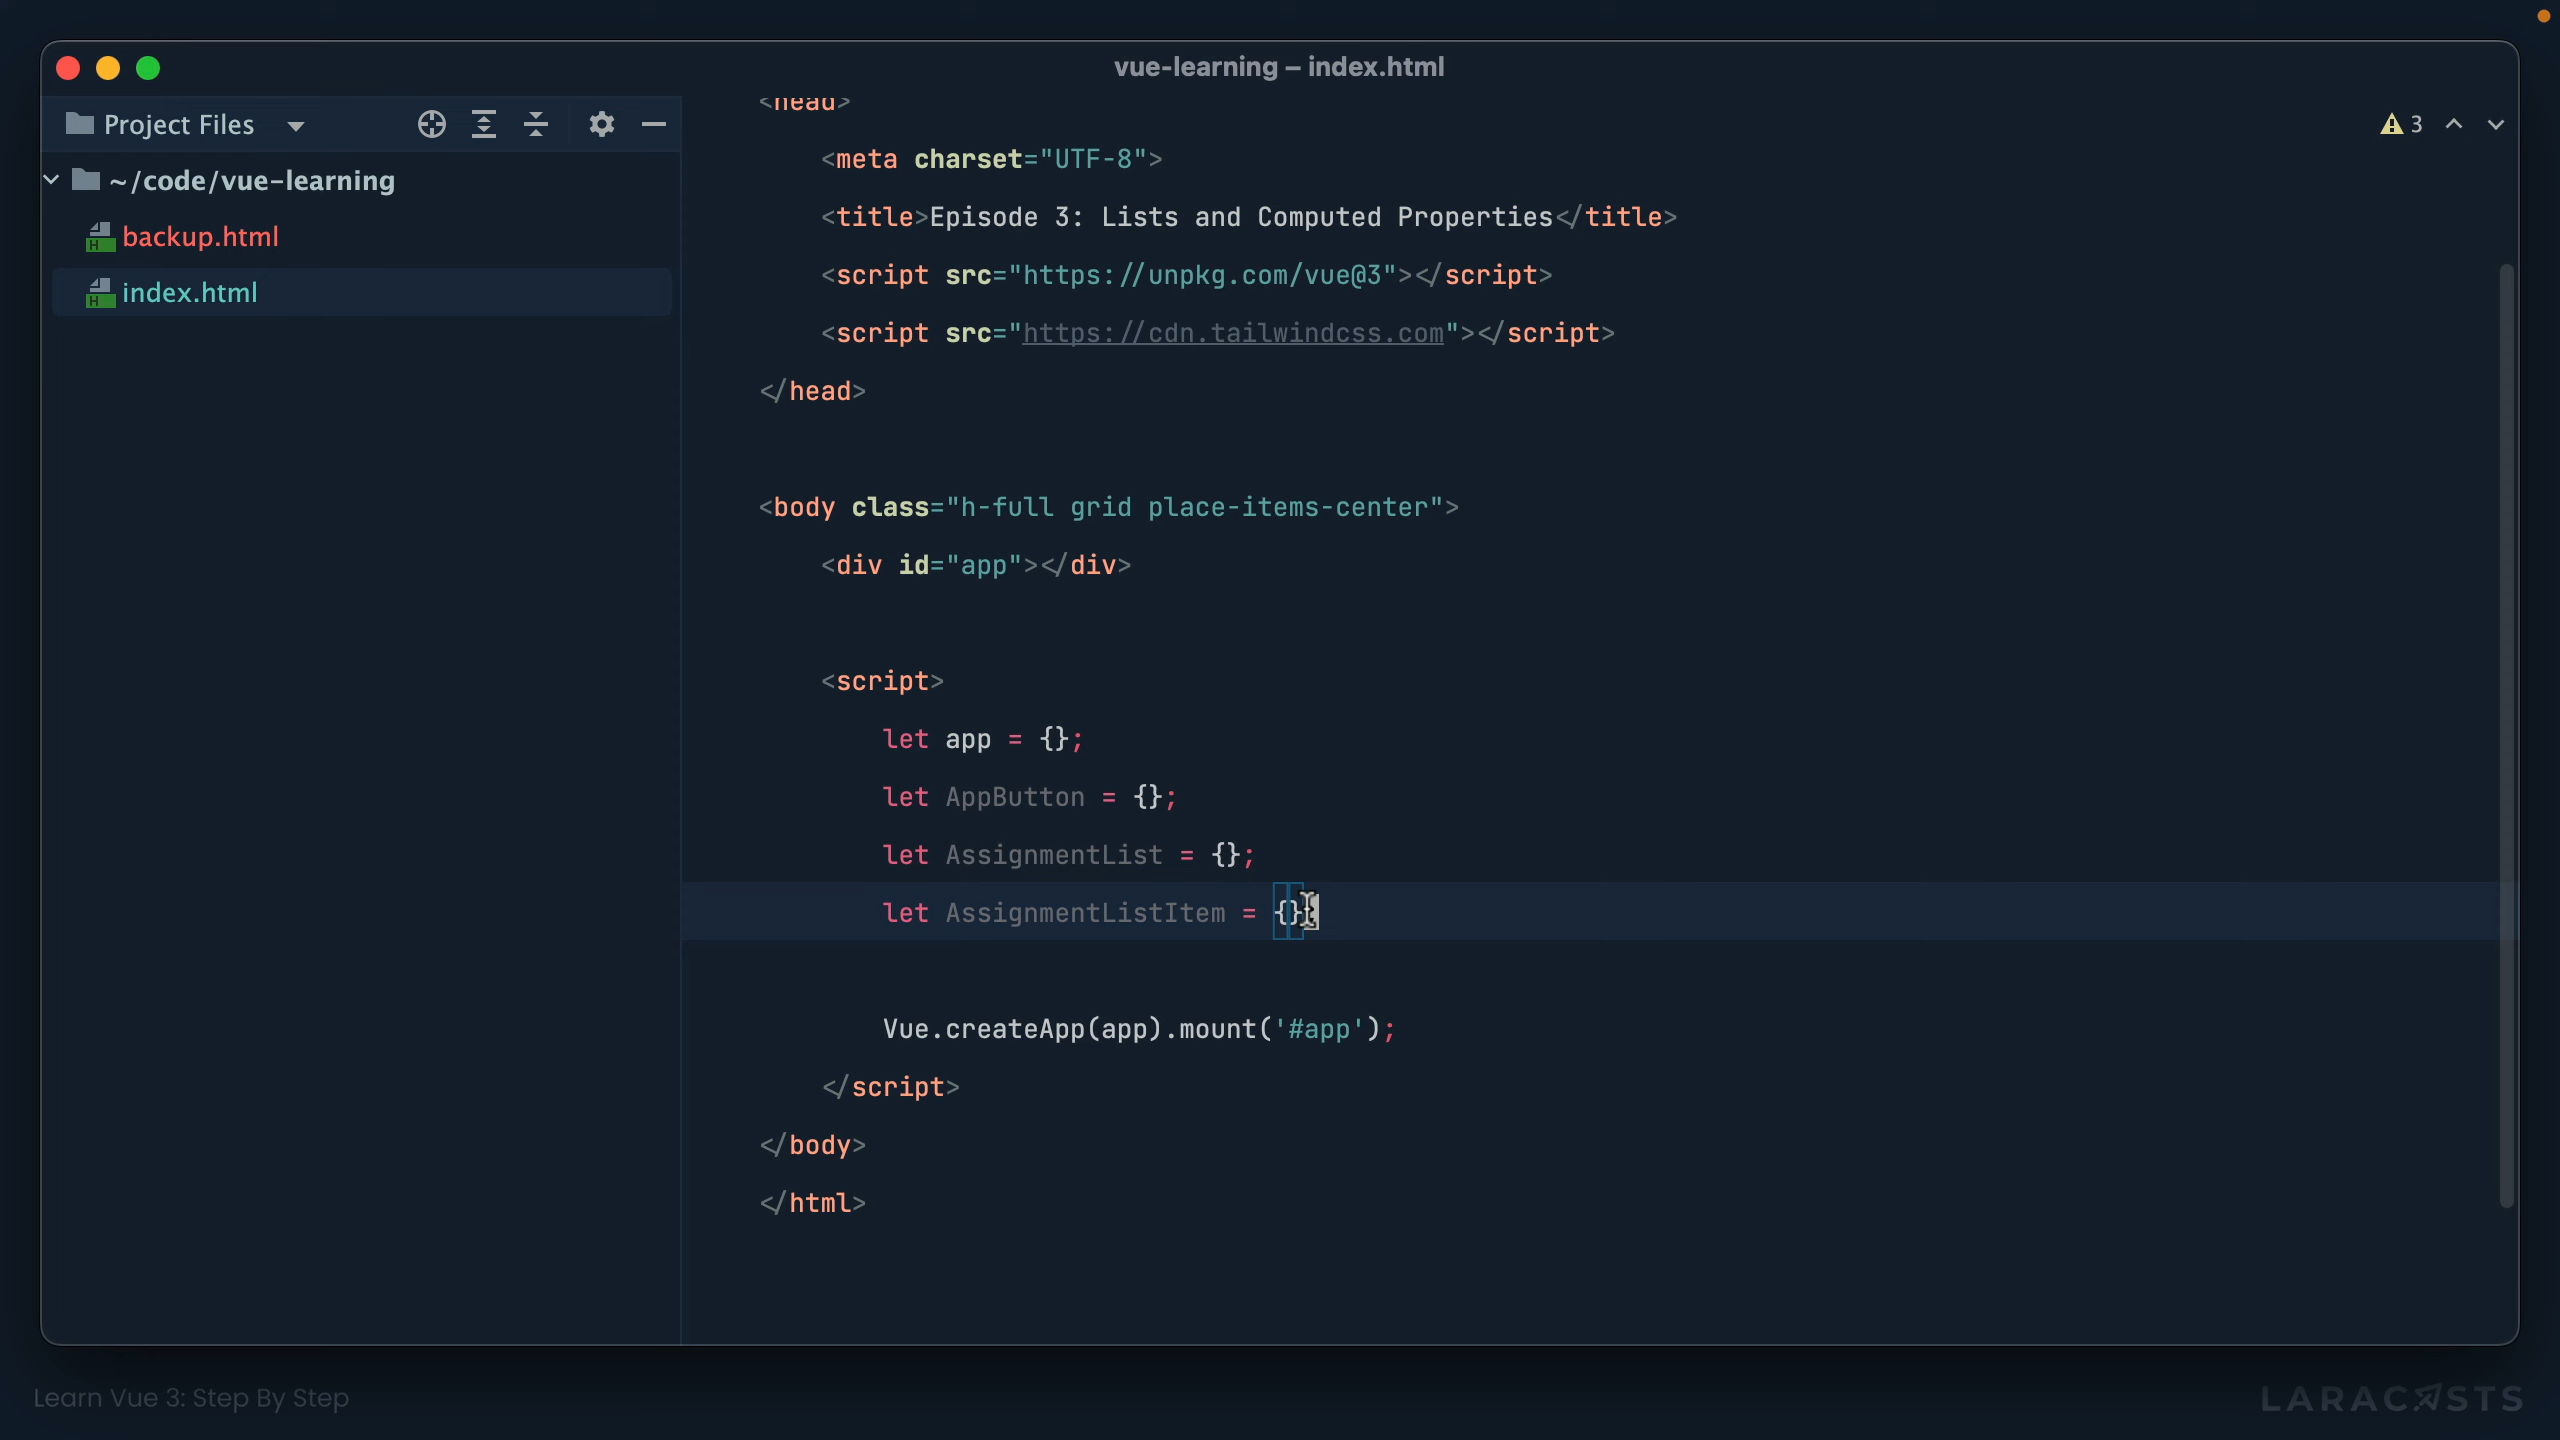 vue-learning – index.html
Project Files
~/code/vue-learning
backup.html
index.html
3
<head>
<meta charset="UTF-8">
<title>Episode 3: Lists and Computed Properties</title>
<script src="https://unpkg.com/vue@3"></script>
<script src="https://cdn.tailwindcss.com"></script>
</head>
<body class="h-full grid place-items-center">
<div id="app"></div>
<script>
let app = {};
let AppButton = {};
let AssignmentList = {};
let AssignmentListItem = {}
Vue.createApp(app).mount('#app');
</script>
</body>
</html>
Learn Vue 3: Step By Step
LARACASTS